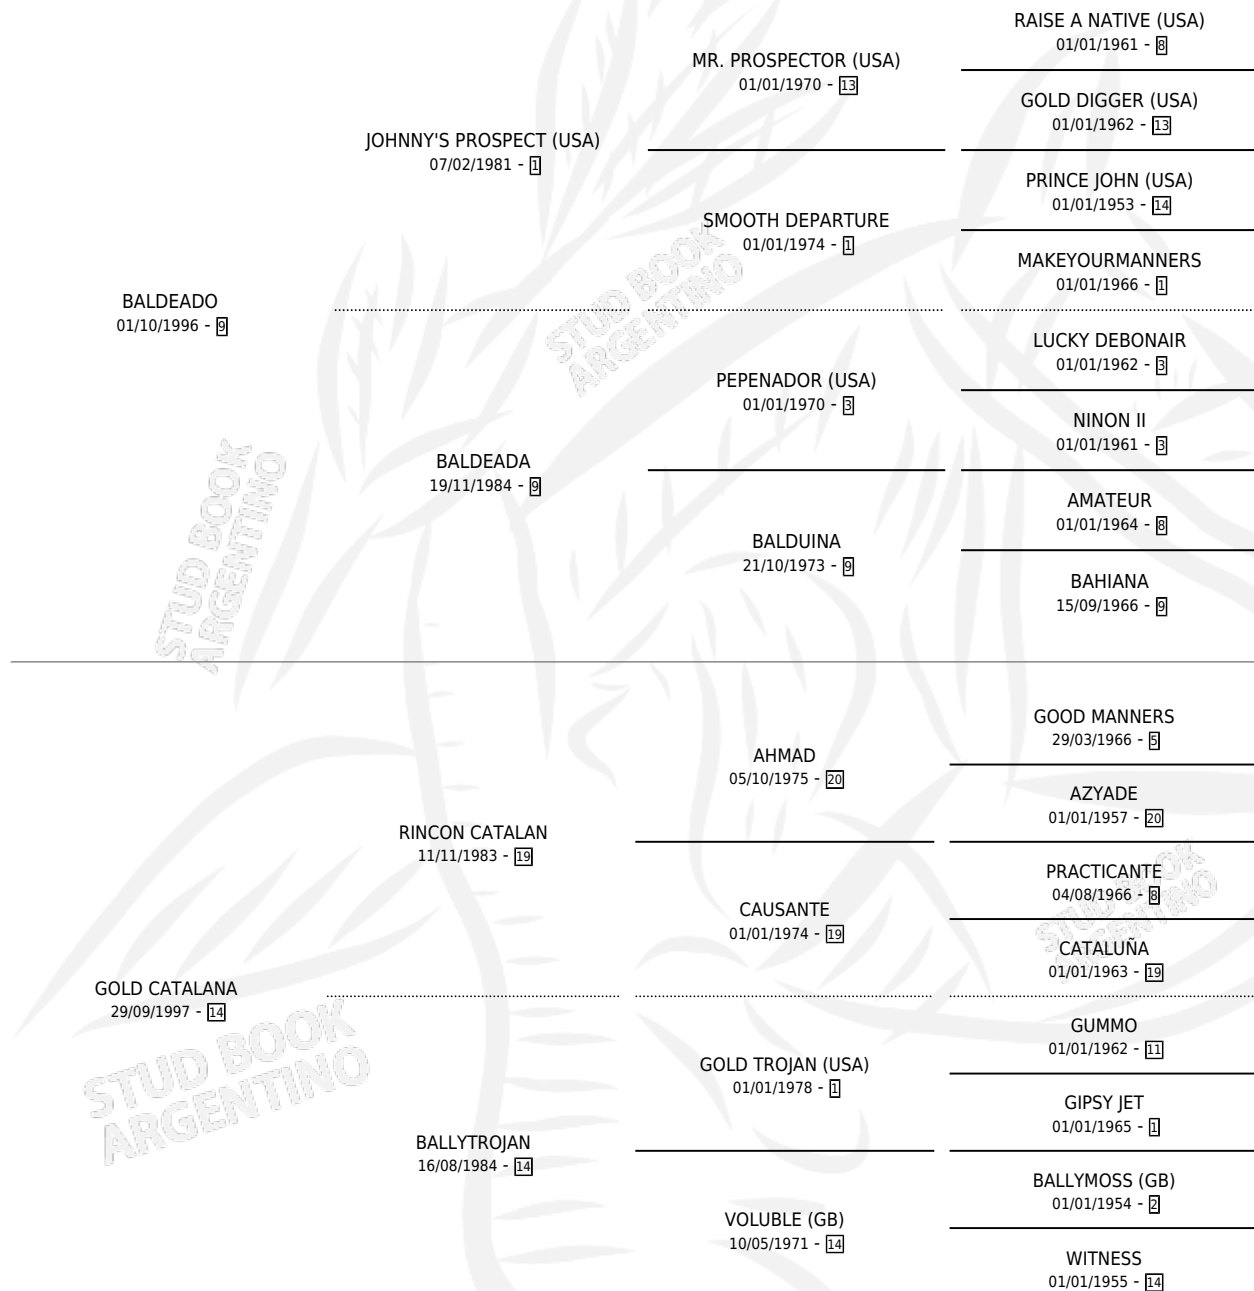 RAISE A NATIVE (USA)
01/01/1961 - 8
MR. PROSPECTOR (USA)
01/01/1970 - 13
GOLD DIGGER (USA)
01/01/1962 - 13
JOHNNY'S PROSPECT (USA)
07/02/1981 - 1
PRINCE JOHN (USA)
01/01/1953 - 14
SMOOTH DEPARTURE
01/01/1974 - 1
MAKEYOURMANNERS
01/01/1966 - 1
BALDEADO
01/10/1996 - 9
STUD BOOK
ARGENTINO
LUCKY DEBONAIR
01/01/1962 - 3
PEPENADOR (USA)
01/01/1970 - 3
NINON II
01/01/1961 - 3
BALDEADA
19/11/1984 - 9
AMATEUR
01/01/1964 - 8
BALDUINA
21/10/1973 - 9
BAHIANA
15/09/1966 - 9
STUD BOOK
ARGENTINO
GOOD MANNERS
29/03/1966 - 5
AHMAD
05/10/1975 - 20
AZYADE
01/01/1957 - 20
RINCON CATALAN
11/11/1983 - 19
PRACTICANTE
04/08/1966 - 8
CAUSANTE
01/01/1974 - 19
CATALUÑA
01/01/1963 - 19
STUD BOOK
ARGENTINO
GOLD CATALANA
29/09/1997 - 14
GUMMO
01/01/1962 - 11
GOLD TROJAN (USA)
01/01/1978 - 1
GIPSY JET
01/01/1965 - 1
STUD BOOK
ARGENTINO
BALLYTROJAN
16/08/1984 - 14
BALLYMOSS (GB)
01/01/1954 - 2
VOLUBLE (GB)
10/05/1971 - 14
WITNESS
01/01/1955 - 14